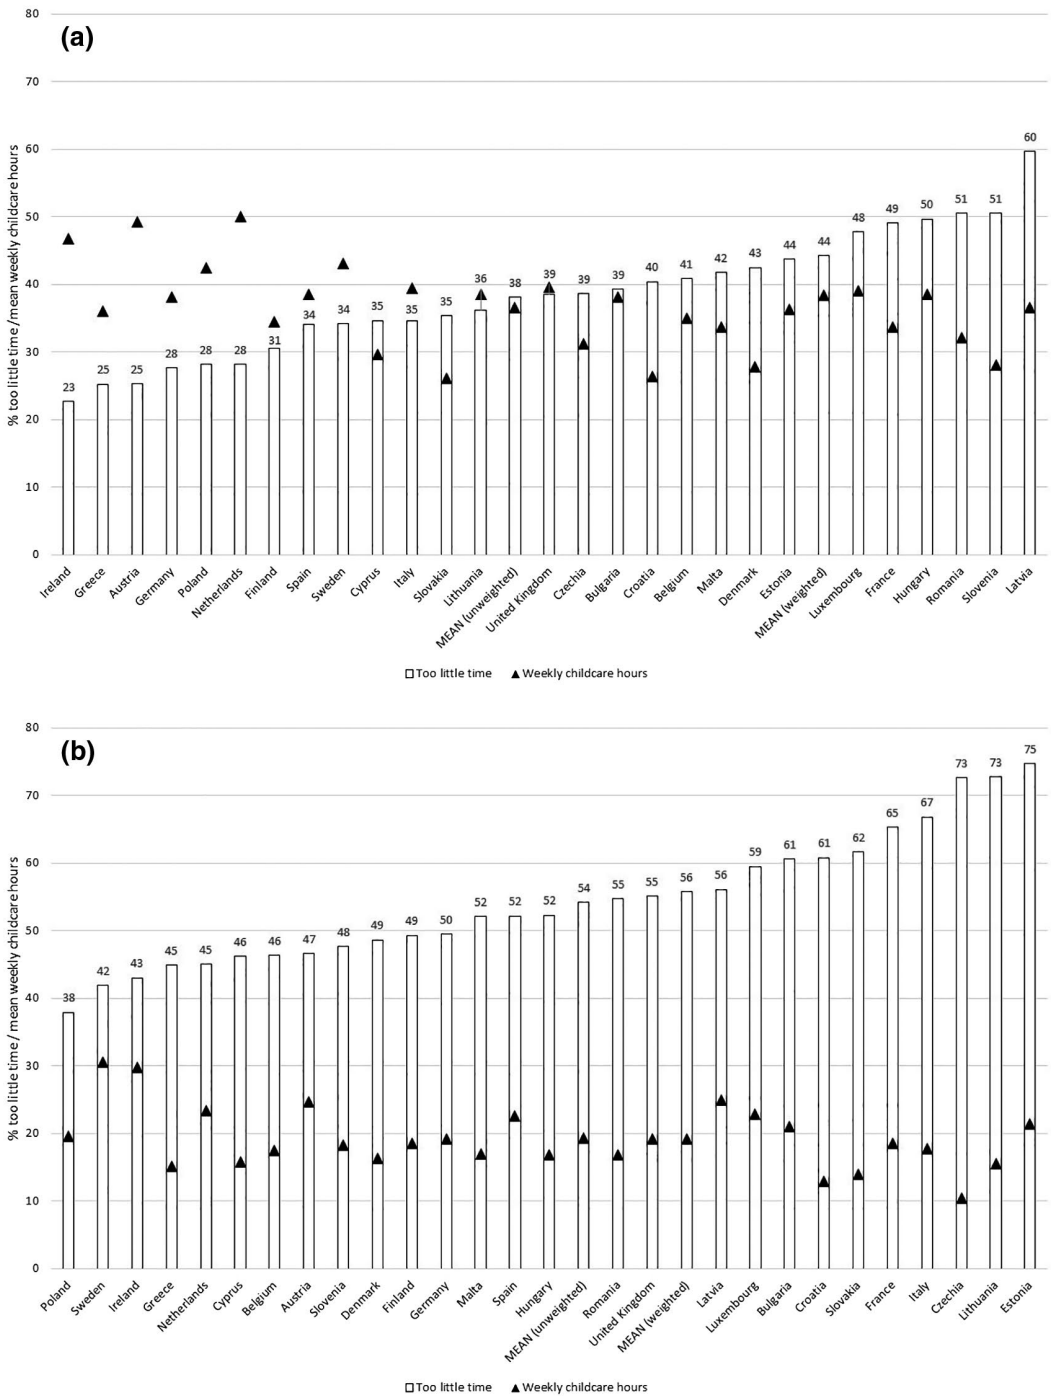 (a)
% too little time / mean weekly childcare hours
80
70
60
50
40
30
20
10
0
23
25
25
28
28
28
31
34
34
35
35
35
36
38
39
39
39
40
41
42
43
44
44
48
49
50
51
51
60
Ireland
Greece
Austria
Germany
Poland
Netherlands
Finland
Spain
Sweden
Cyprus
Italy
Slovakia
Lithuania
MEAN (unweighted)
United Kingdom
Czechia
Bulgaria
Croatia
Belgium
Malta
Denmark
Estonia
MEAN (weighted)
Luxembourg
France
Hungary
Romania
Slovenia
Latvia
Too little time
Weekly childcare hours
(b)
% too little time / mean weekly childcare hours
80
70
60
50
40
30
20
10
0
38
42
43
45
45
46
46
47
48
49
49
50
52
52
52
54
55
55
56
56
59
61
61
62
65
67
73
73
75
Poland
Sweden
Ireland
Greece
Netherlands
Cyprus
Belgium
Austria
Slovenia
Denmark
Finland
Germany
Malta
Spain
Hungary
MEAN (unweighted)
Romania
United Kingdom
MEAN (weighted)
Latvia
Luxembourg
Bulgaria
Croatia
Slovakia
France
Italy
Czechia
Lithuania
Estonia
Too little time
Weekly childcare hours